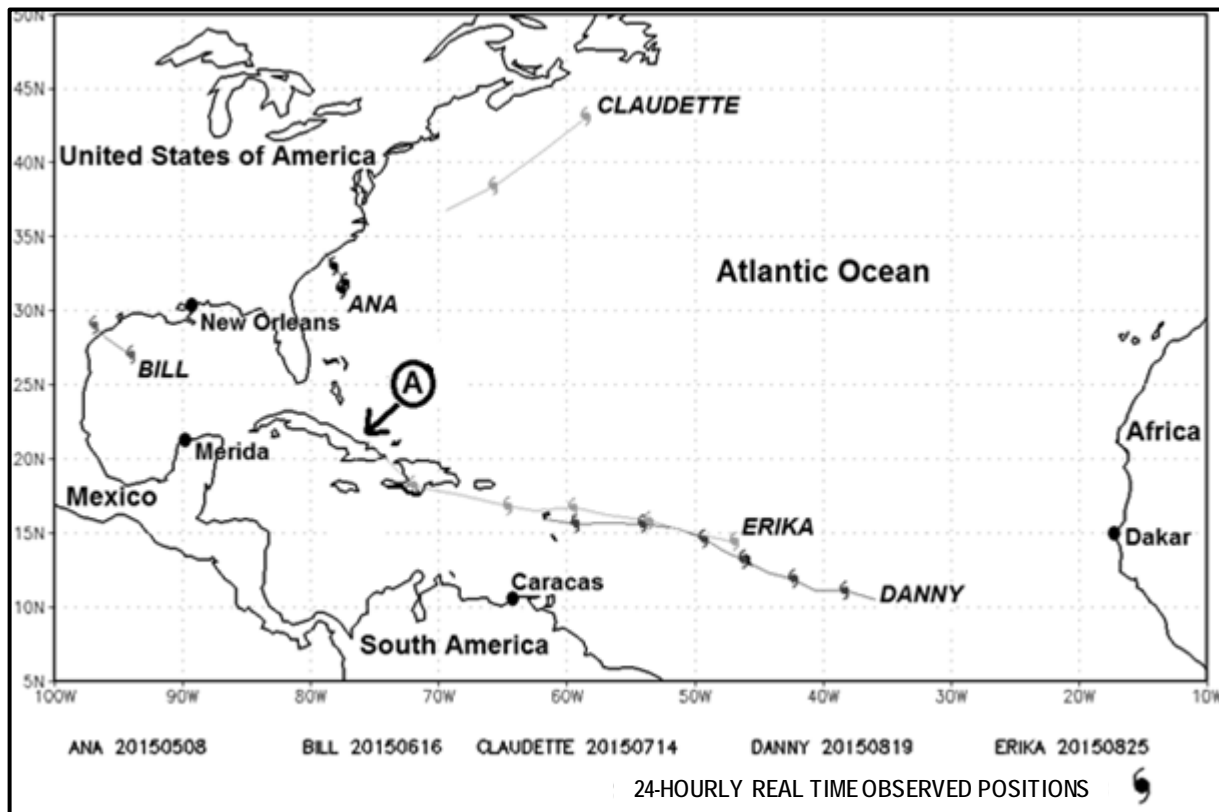 50N
45N
CLAUDETTE
United States of America
40N
35N
Atlantic Ocean
ANA
30N
New Orleans
BILL
25N
A
Africa
Merida
20N
Mexico
ERIKA
15N
Dakar
Caracas
DANNY
10N
South America
5N
100W 90W 80W 70W 60W 50W 40W 30W 20W 10W
ANA 20150508 BILL 20150616 CLAUDETTE 20150714 DANNY 20150819 ERIKA 20150825
24-HOURLY REAL TIME OBSERVED POSITIONS